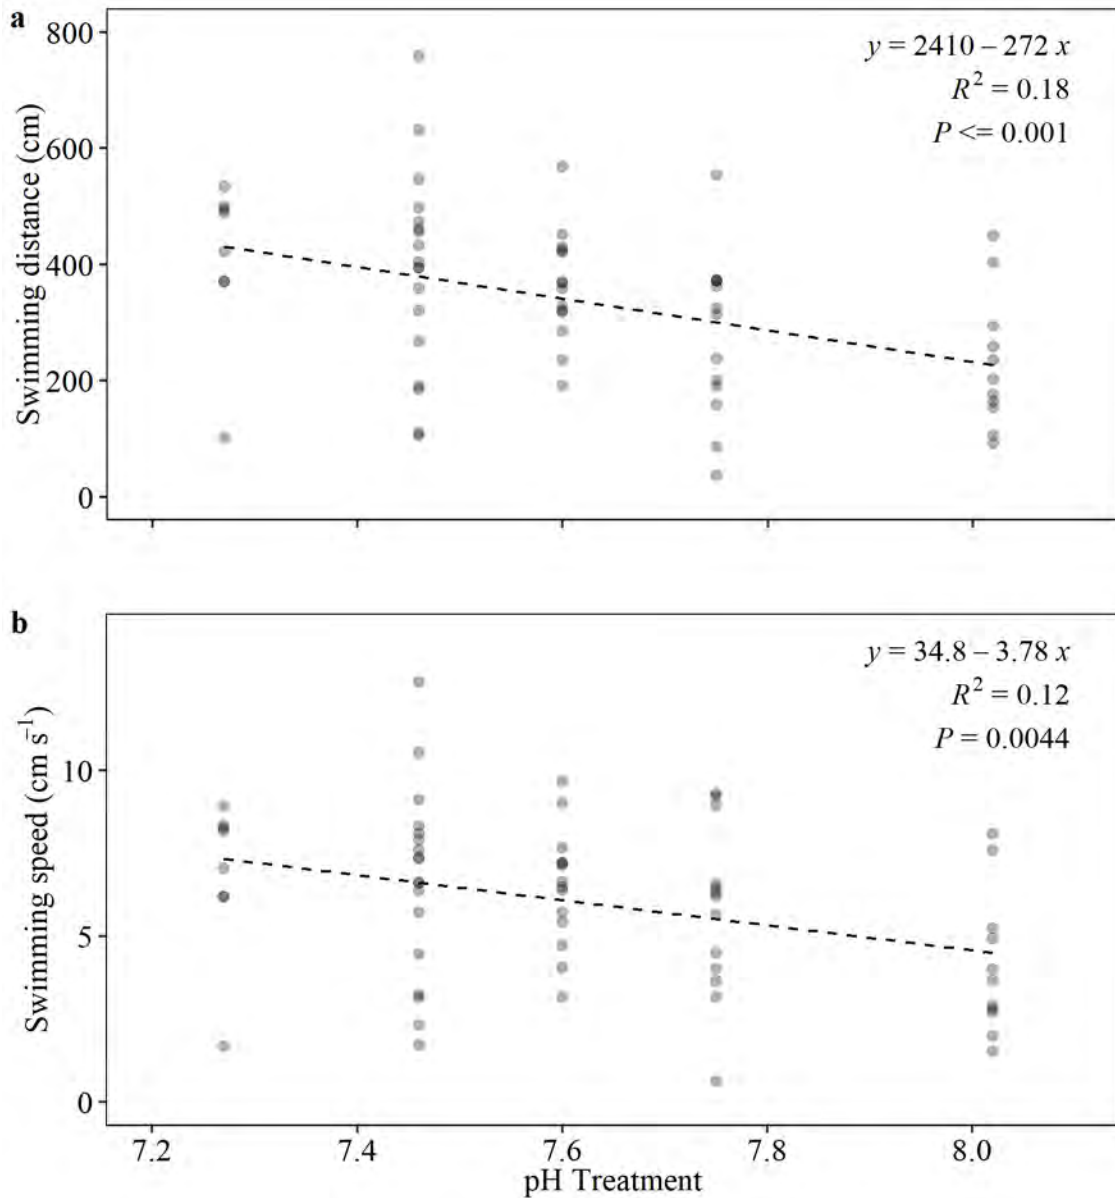 a
800
600
400
200
0
Swimming distance (cm)
y = 2410 – 272 x
R² = 0.18
P <= 0.001
b
10
5
0
Swimming speed (cm s⁻¹)
y = 34.8 – 3.78 x
R² = 0.12
P = 0.0044
7.2 7.4 7.6 7.8 8.0
pH Treatment